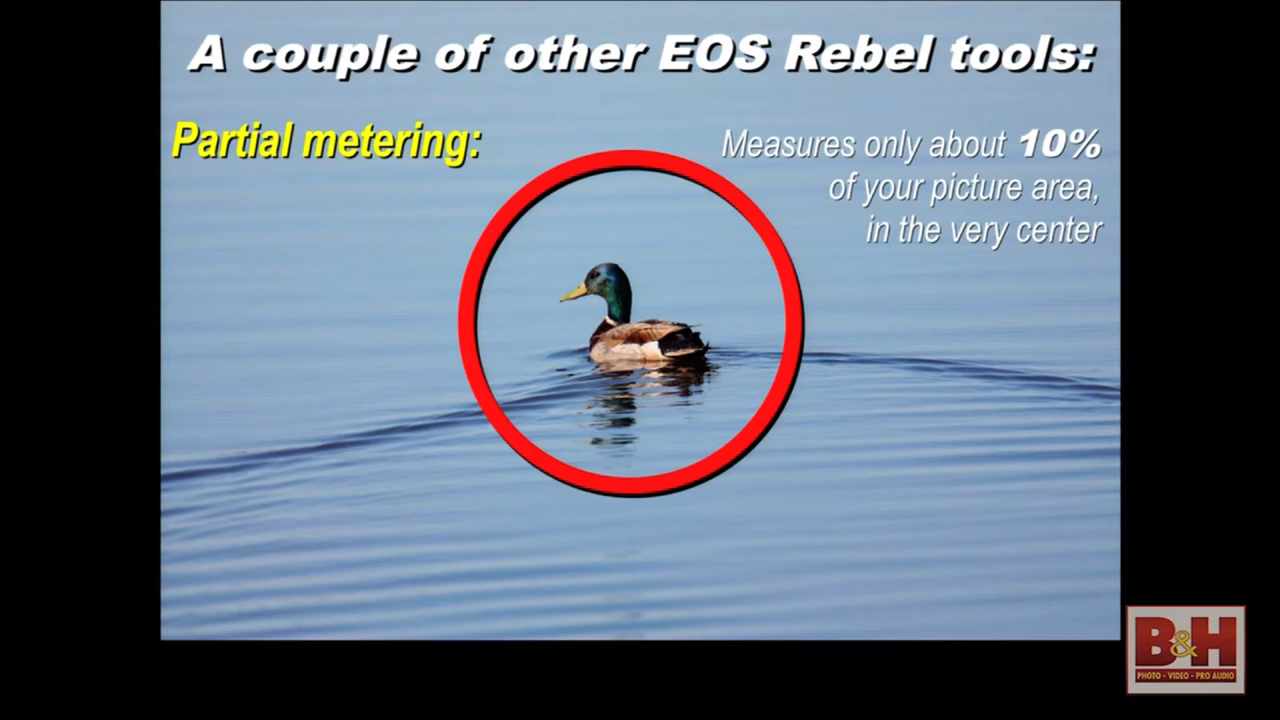 A couple of other EOS Rebel tools:
Partial metering:
Measures only about 10%
of your picture area,
in the very center
B&H
PHOTO - VIDEO - PRO AUDIO